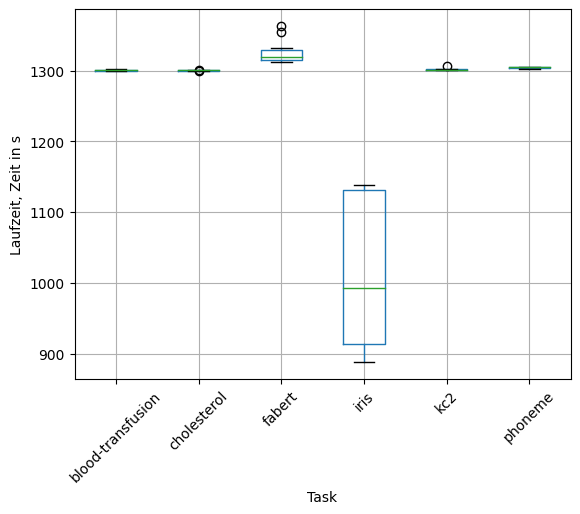 1300
1200
1100
1000
900
Laufzeit, Zeit in s
blood-transfusion
cholesterol
fabert
iris
kc2
phoneme
Task